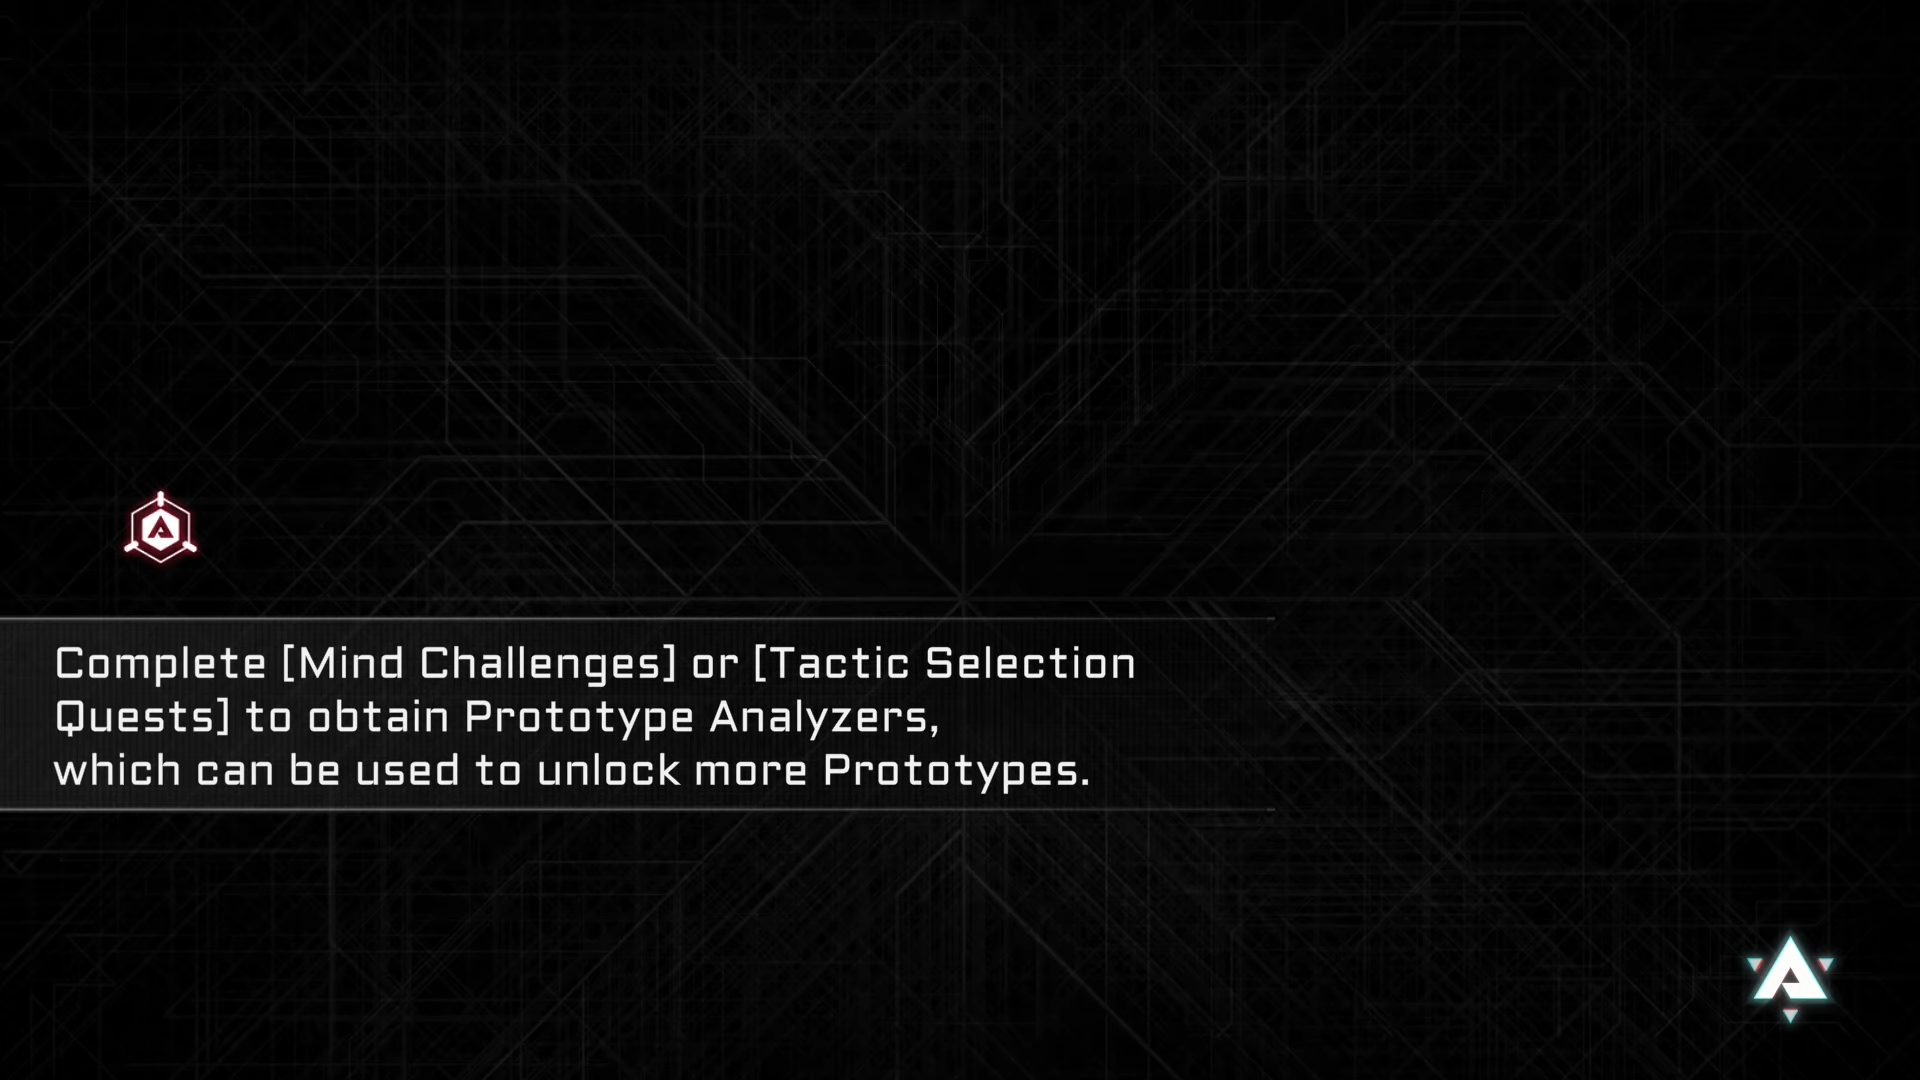 Complete [Mind Challenges] or [Tactic Selection
Quests] to obtain Prototype Analyzers,
which can be used to unlock more Prototypes.